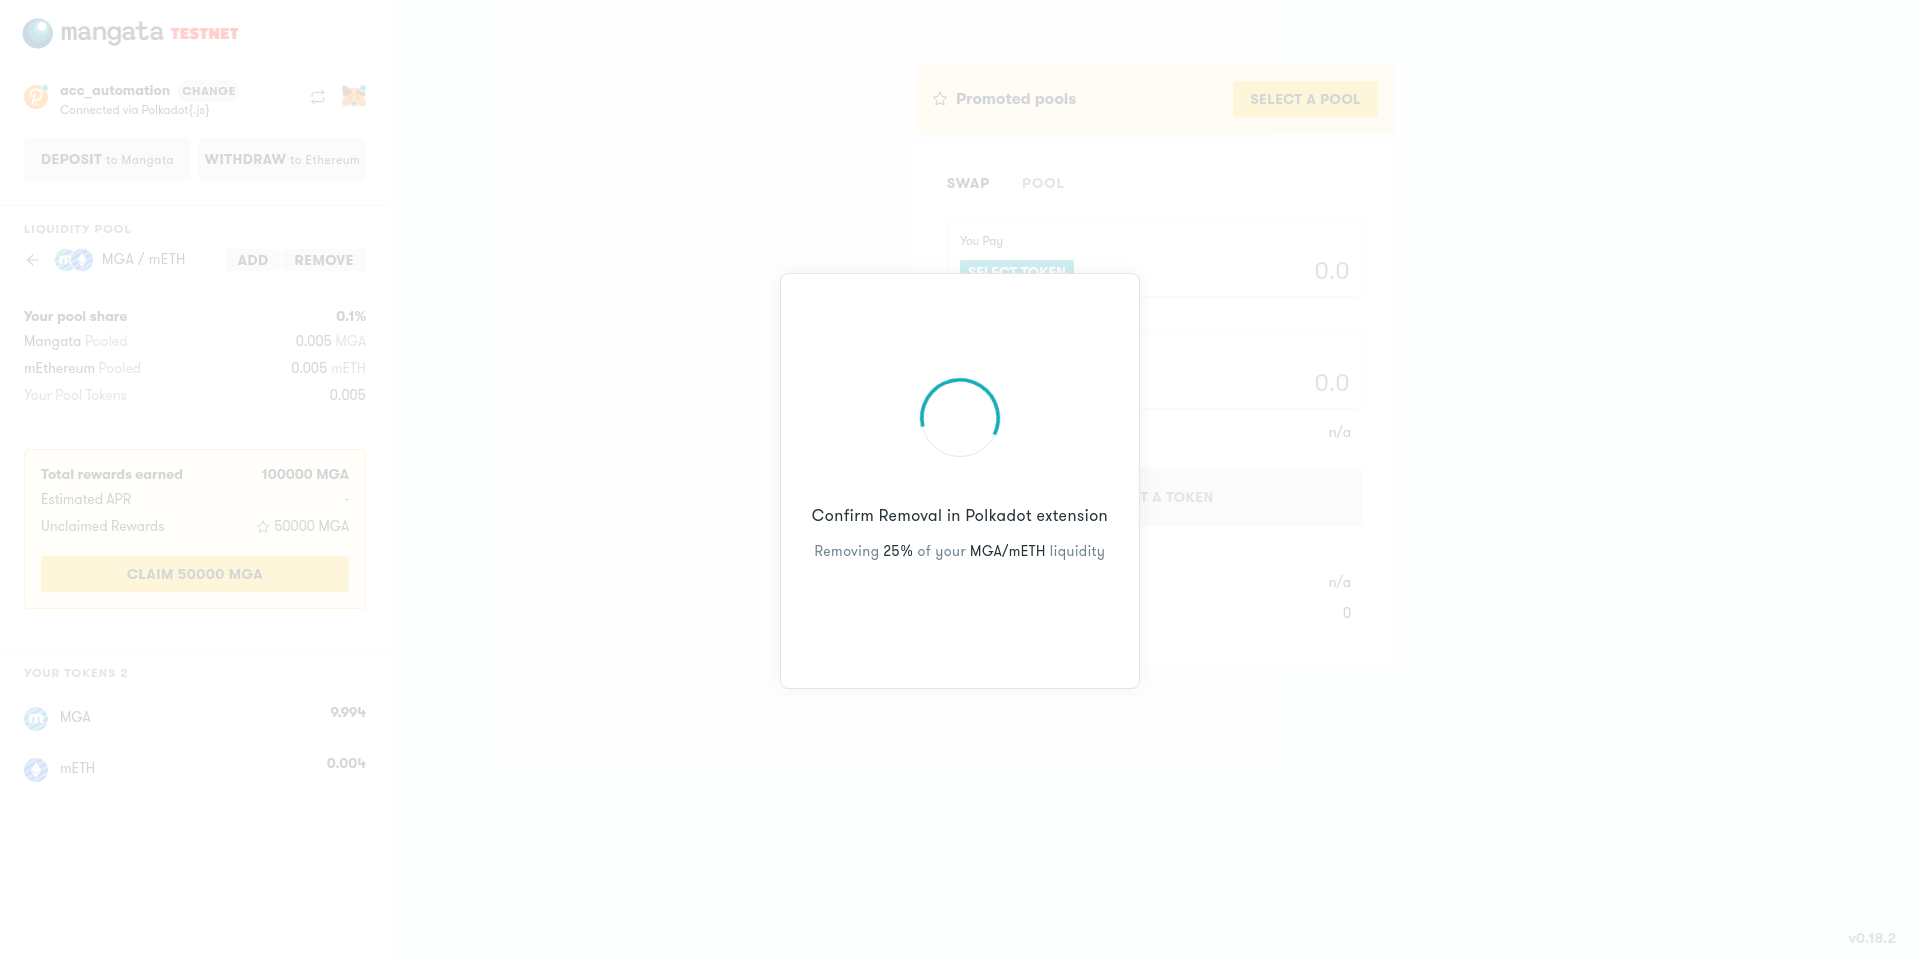 mangata TESTNET
acc_automation CHANGE
Connected via Polkadot{.js}
DEPOSIT to Mangata WITHDRAW to Ethereum
LIQUIDITY POOL
MGA / mETH ADD REMOVE
Your pool share 0.1%
Mangata Pooled 0.005 MGA
mEthereum Pooled 0.005 mETH
Your Pool Tokens 0.005
Total rewards earned 100000 MGA
Estimated APR -
Unclaimed Rewards 50000 MGA
CLAIM 50000 MGA
YOUR TOKENS 2
MGA 9.994
mETH 0.004
Promoted pools SELECT A POOL
SWAP POOL
You Pay
SELECT TOKEN 0.0
0.0
n/a
T A TOKEN
n/a
0
Confirm Removal in Polkadot extension
Removing 25% of your MGA/mETH liquidity
v0.18.2